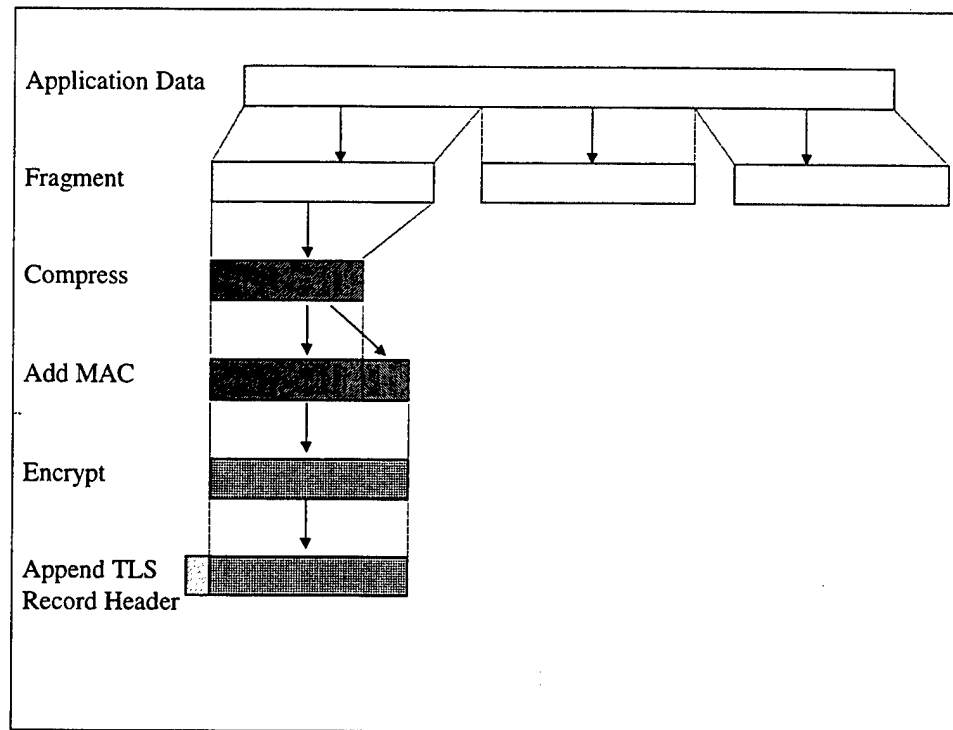 Application Data
Fragment
Compress
Add MAC
Encrypt
Append TLS
Record Header